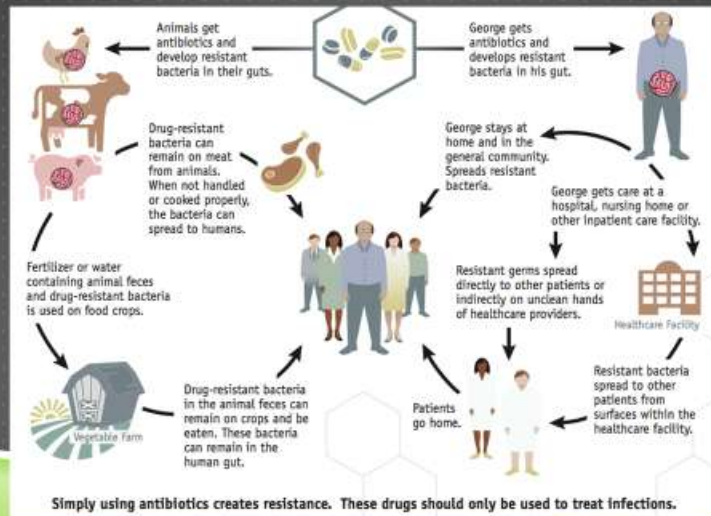 Animals get
antibiotics and
develop resistant
bacteria in their guts.
George gets
antibiotics and
develops resistant
bacteria in his gut.
Drug-resistant
bacteria can
remain on meat
from animals.
When not handled
or cooked properly,
the bacteria can
spread to humans.
George stays at
home and in the
general community.
Spreads resistant
bacteria.
George gets care at a
hospital, nursing home or
other inpatient care facility.
Fertilizer or water
containing animal feces
and drug-resistant bacteria
is used on food crops.
Resistant germs spread
directly to other patients or
indirectly on unclean hands
of healthcare providers.
Healthcare Facility
Vegetable Farm
Drug-resistant bacteria
in the animal feces can
remain on crops and be
eaten. These bacteria
can remain in the
human gut.
Patients
go home.
Resistant bacteria
spread to other
patients from
surfaces within the
healthcare facility.
Simply using antibiotics creates resistance. These drugs should only be used to treat infections.